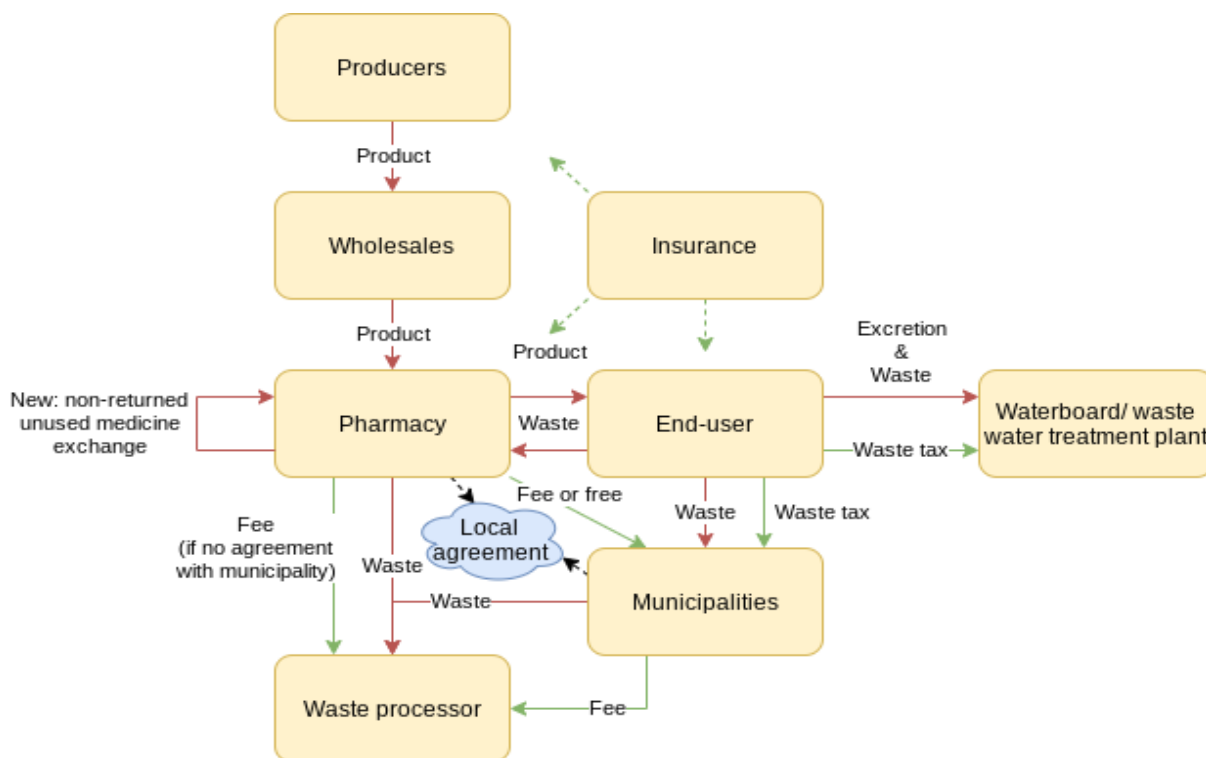 Producers
Product
Wholesales
Insurance
Product
Product
Excretion
&
Waste
New: non-returned
unused medicine
exchange
Pharmacy
Waste
End-user
Waterboard/ waste
water treatment plant
Waste tax
Fee or free
Fee
(if no agreement
with municipality)
Local
agreement
Waste
Waste tax
Waste
Waste
Municipalities
Waste processor
Fee